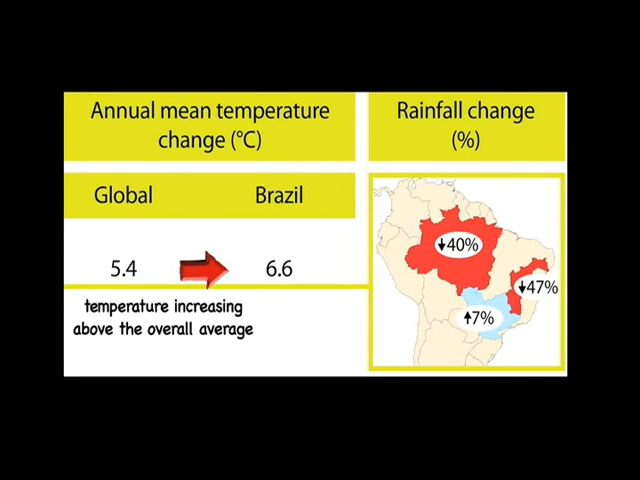 Annual mean temperature
change (°C)
Rainfall change
(%)
Global
Brazil
5.4
6.6
temperature increasing
above the overall average
↓40%
↓47%
↑7%